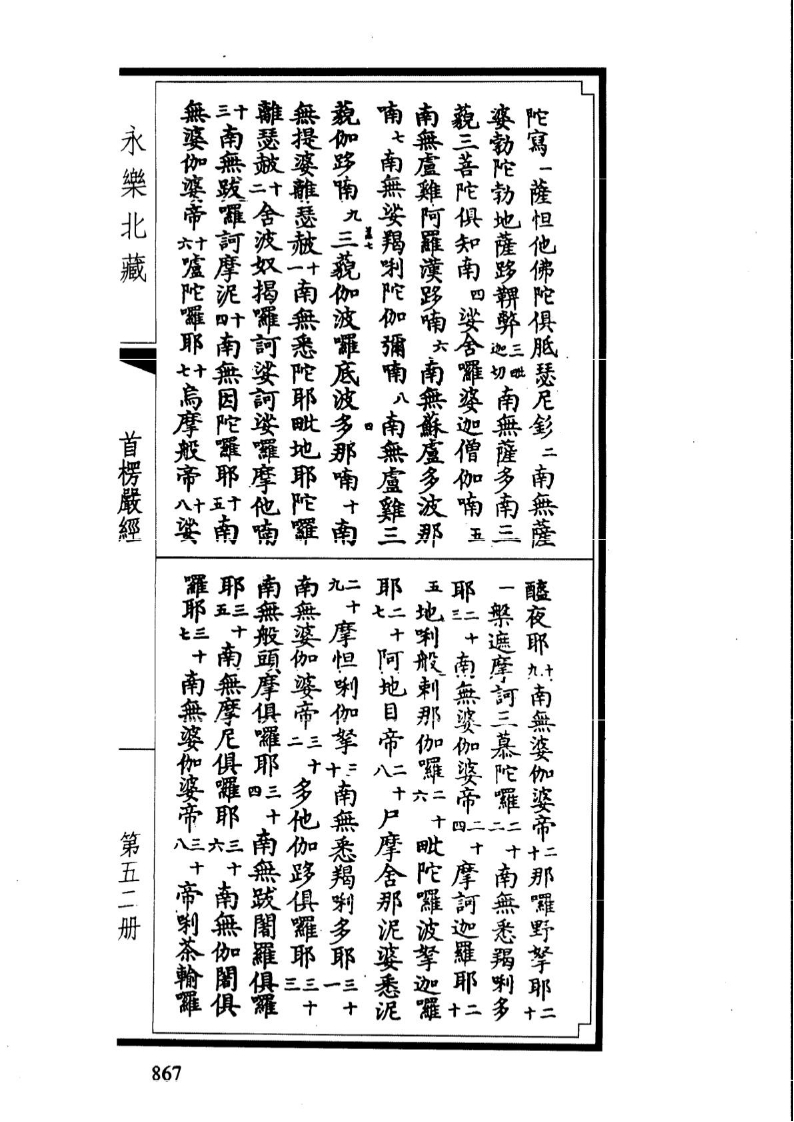 陀寫一薩怛他佛陀俱胝瑟尼釤二南無薩
婆勃陀勃地薩跢鞞弊三毗迦切南無薩多南三
藐三菩陀俱知南四娑舍囉婆迦僧伽喃五
南無盧雞阿羅漢跢喃六南無蘇盧多波那
喃七南無娑羯唎陀伽彌喃八南無盧雞三
藐伽跢喃九三藐伽波囉底波多那喃十南
無提婆離瑟赧十一南無悉陀耶毗地耶陀囉
離瑟赧十二舍波奴揭囉訶娑訶娑囉摩他喃
十三南無跋囉訶摩泥十四南無因陀囉耶十五南
無婆伽婆帝十六嚧陀囉耶十七烏摩般帝十八娑
醯夜耶十九南無婆伽婆帝二十那囉野拏耶二十
一槃遮摩訶三慕陀囉二十二南無悉羯唎多
耶二十三南無婆伽婆帝二十四摩訶迦羅耶二十
五地唎般剌那伽囉二十六毗陀囉波拏迦囉
耶二十七阿地目帝二十八尸摩舍那泥婆悉泥
二十九摩怛唎伽拏三十南無悉羯唎多耶三十一
南無婆伽婆帝三十二多他伽跢俱囉耶三十三
南無般頭摩俱囉耶三十四南無跋闍羅俱囉
耶三十五南無摩尼俱囉耶三十六南無伽闍俱
囉耶三十七南無婆伽婆帝三十八帝唎茶輸囉
永樂北藏
首楞嚴經
第五二册
867